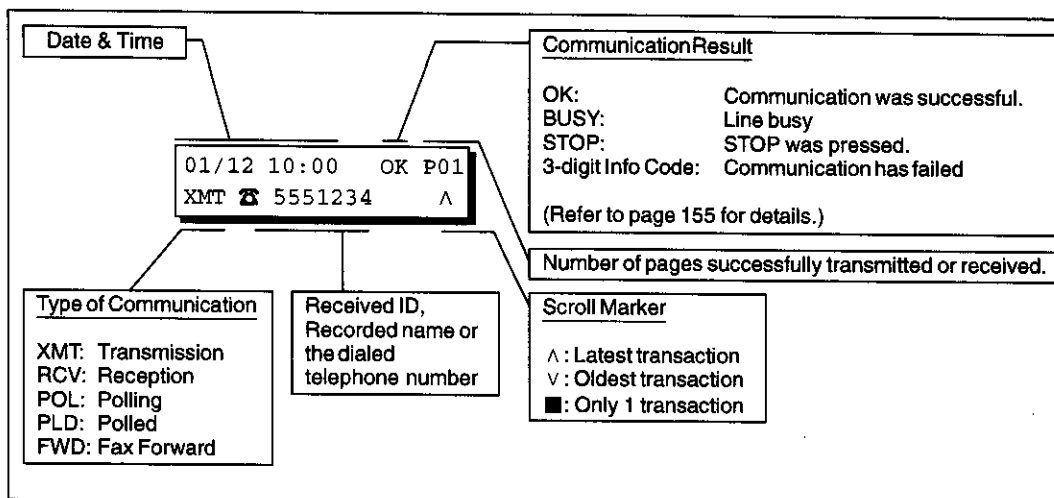 Date & Time
Communication Result
OK: Communication was successful.
BUSY: Line busy
STOP: STOP was pressed.
3-digit Info Code: Communication has failed
(Refer to page 155 for details.)
01/12 10:00 OK P01
XMT ☎ 5551234 ∧
Number of pages successfully transmitted or received.
Type of Communication
XMT: Transmission
RCV: Reception
POL: Polling
PLD: Polled
FWD: Fax Forward
Received ID,
Recorded name or
the dialed
telephone number
Scroll Marker
∧ : Latest transaction
∨ : Oldest transaction
■ : Only 1 transaction